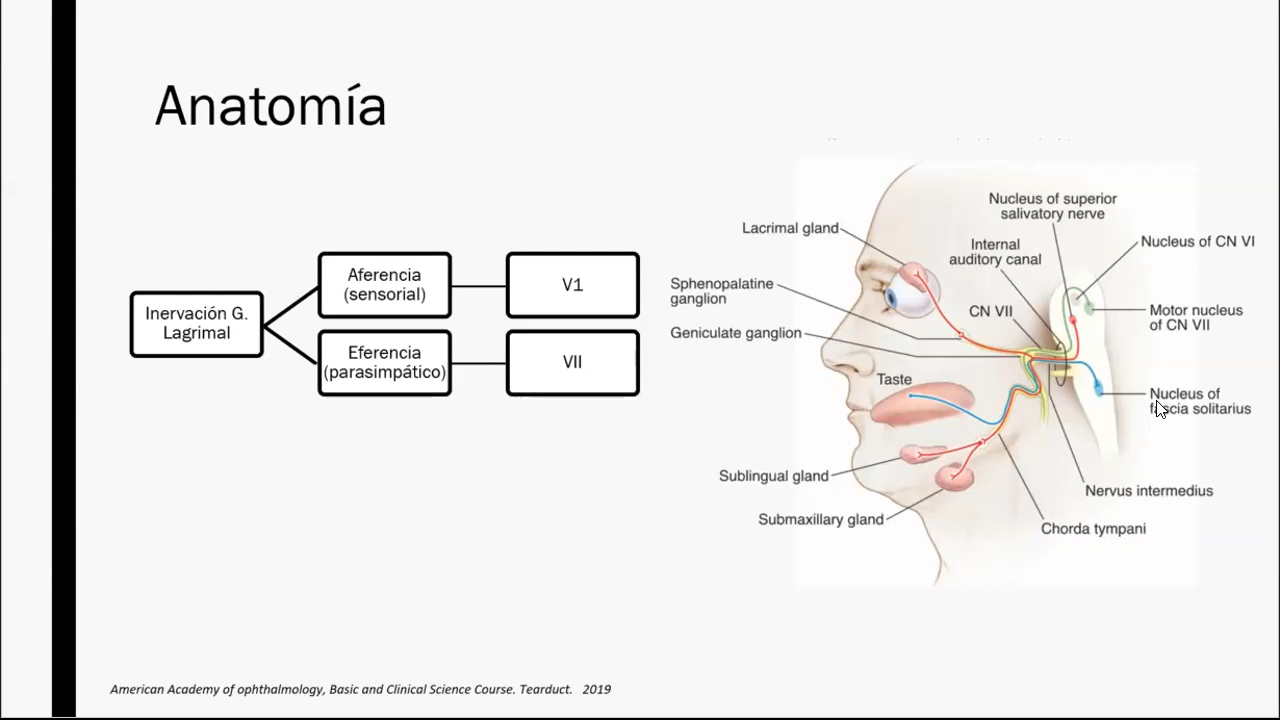 Anatomía
Inervación G.
Lagrimal
Aferencia
(sensorial)
V1
Eferencia
(parasimpático)
VII
Lacrimal gland
Sphenopalatine
ganglion
Geniculate ganglion
Taste
Sublingual gland
Submaxillary gland
Nucleus of superior
salivatory nerve
Internal
auditory canal
CN VII
Nucleus of CN VI
Motor nucleus
of CN VII
Nucleus of
fascia solitarius
Nervus intermedius
Chorda tympani
American Academy of ophthalmology, Basic and Clinical Science Course. Tearduct. 2019